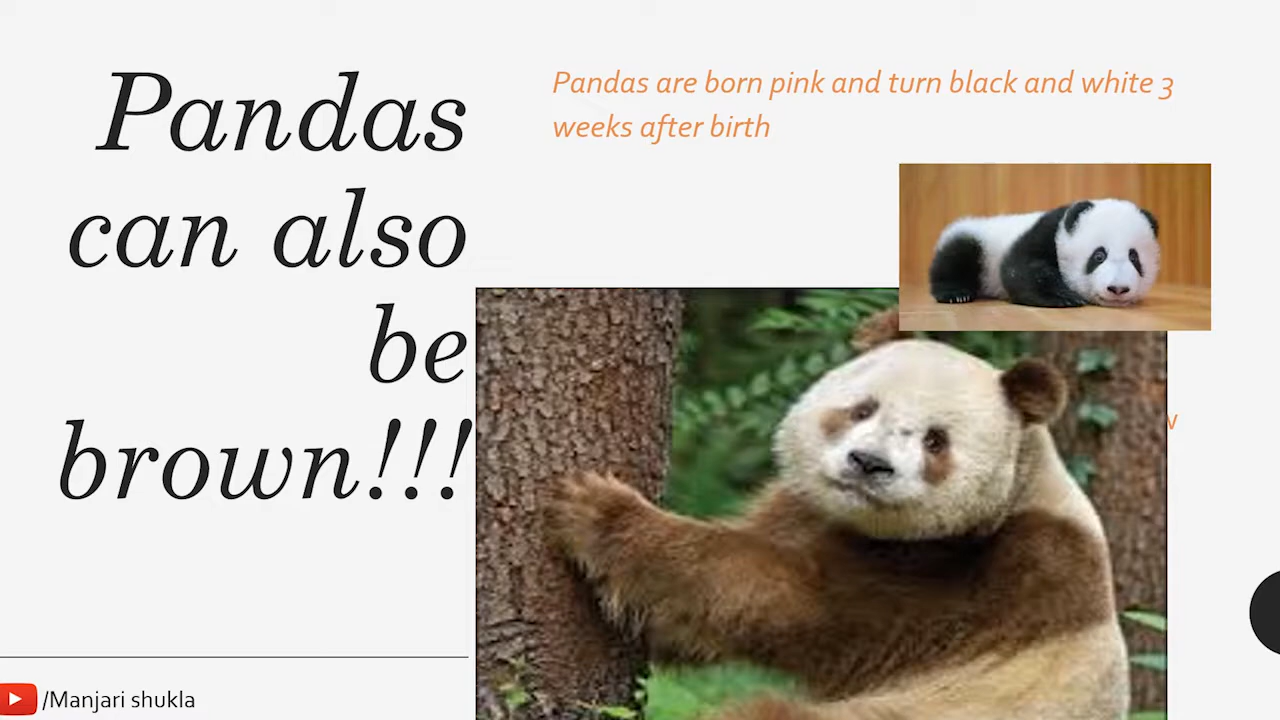 Pandas
can also
be
brown!!!
Pandas are born pink and turn black and white 3
weeks after birth
/Manjari shukla